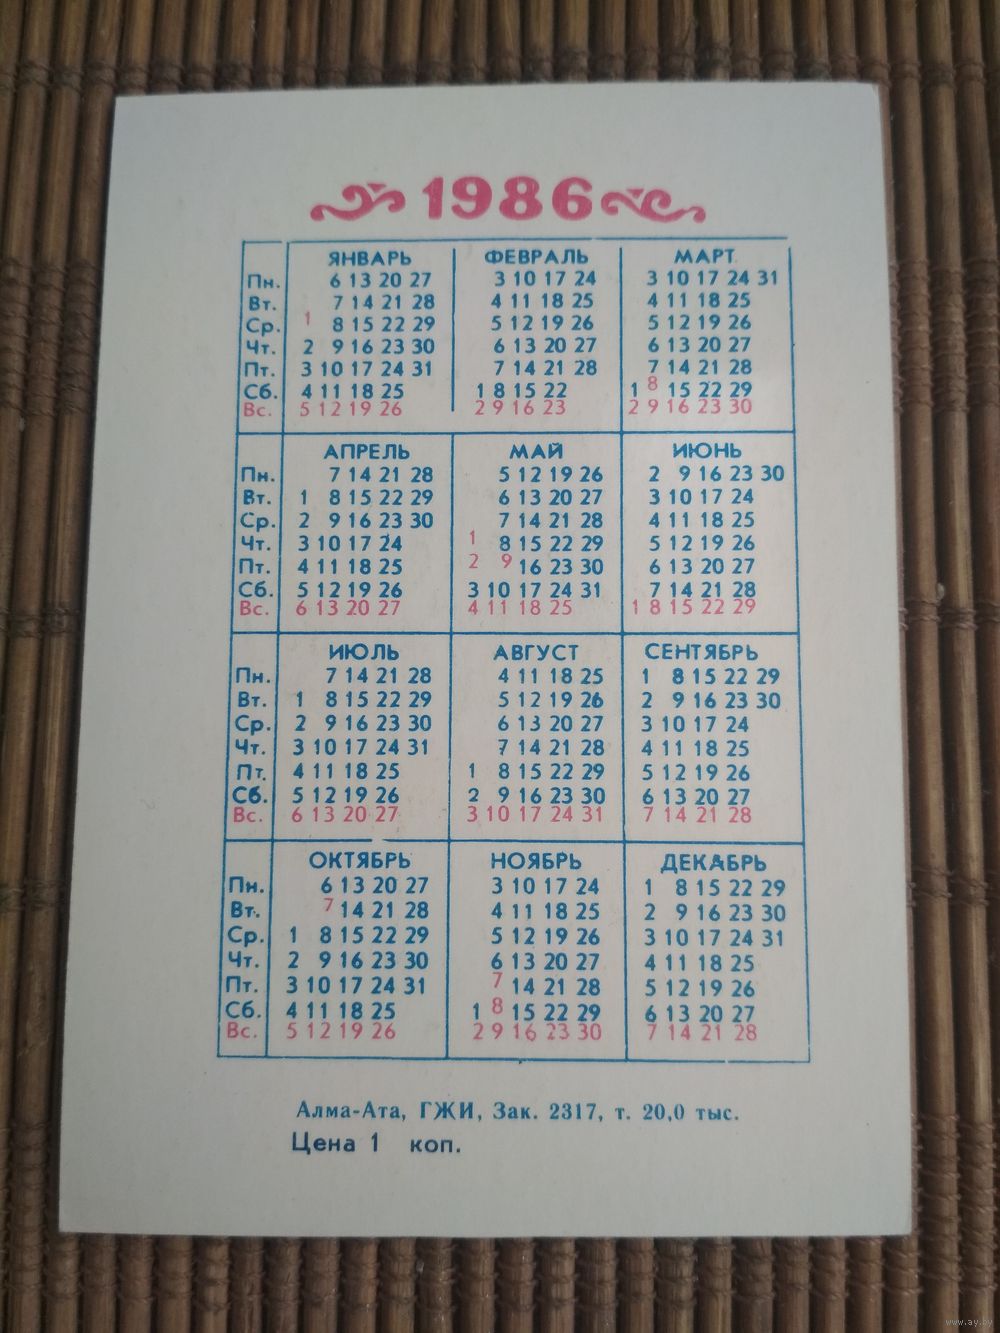 1986
ЯНВАРЬ ФЕВРАЛЬ МАРТ
Пн. 6 13 20 27 3 10 17 24 3 10 17 24 31
Вт. 7 14 21 28 4 11 18 25 4 11 18 25
Ср. 1 8 15 22 29 5 12 19 26 5 12 19 26
Чт. 2 9 16 23 30 6 13 20 27 6 13 20 27
Пт. 3 10 17 24 31 7 14 21 28 7 14 21 28
Сб. 4 11 18 25 1 8 15 22 1 8 15 22 29
Вс. 5 12 19 26 2 9 16 23 2 9 16 23 30
АПРЕЛЬ МАЙ ИЮНЬ
Пн. 7 14 21 28 5 12 19 26 2 9 16 23 30
Вт. 1 8 15 22 29 6 13 20 27 3 10 17 24
Ср. 2 9 16 23 30 7 14 21 28 4 11 18 25
Чт. 3 10 17 24 1 8 15 22 29 5 12 19 26
Пт. 4 11 18 25 2 9 16 23 30 6 13 20 27
Сб. 5 12 19 26 3 10 17 24 31 7 14 21 28
Вс. 6 13 20 27 4 11 18 25 1 8 15 22 29
ИЮЛЬ АВГУСТ СЕНТЯБРЬ
Пн. 7 14 21 28 4 11 18 25 1 8 15 22 29
Вт. 1 8 15 22 29 5 12 19 26 2 9 16 23 30
Ср. 2 9 16 23 30 6 13 20 27 3 10 17 24
Чт. 3 10 17 24 31 7 14 21 28 4 11 18 25
Пт. 4 11 18 25 1 8 15 22 29 5 12 19 26
Сб. 5 12 19 26 2 9 16 23 30 6 13 20 27
Вс. 6 13 20 27 3 10 17 24 31 7 14 21 28
ОКТЯБРЬ НОЯБРЬ ДЕКАБРЬ
Пн. 6 13 20 27 3 10 17 24 1 8 15 22 29
Вт. 7 14 21 28 4 11 18 25 2 9 16 23 30
Ср. 1 8 15 22 29 5 12 19 26 3 10 17 24 31
Чт. 2 9 16 23 30 6 13 20 27 4 11 18 25
Пт. 3 10 17 24 31 7 14 21 28 5 12 19 26
Сб. 4 11 18 25 1 8 15 22 29 6 13 20 27
Вс. 5 12 19 26 2 9 16 23 30 7 14 21 28
Алма-Ата, ГЖИ, Зак. 2317, т. 20,0 тыс.
Цена 1 коп.
www.ay.by